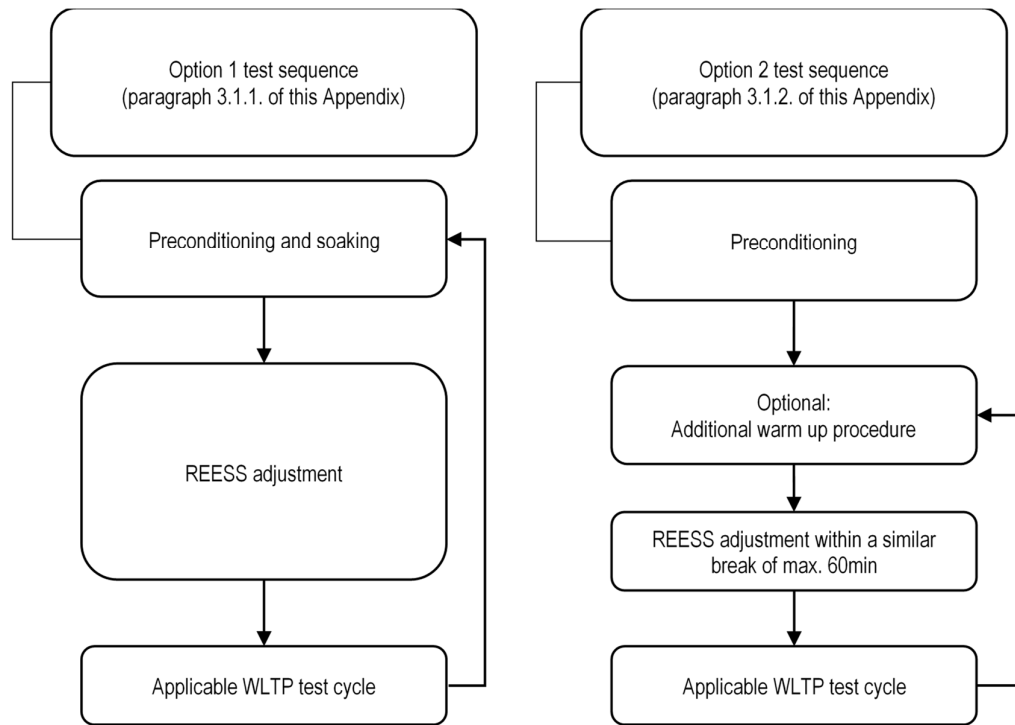 Option 1 test sequence
(paragraph 3.1.1. of this Appendix)
Preconditioning and soaking
REESS adjustment
Applicable WLTP test cycle
Option 2 test sequence
(paragraph 3.1.2. of this Appendix)
Preconditioning
Optional:
Additional warm up procedure
REESS adjustment within a similar
break of max. 60min
Applicable WLTP test cycle